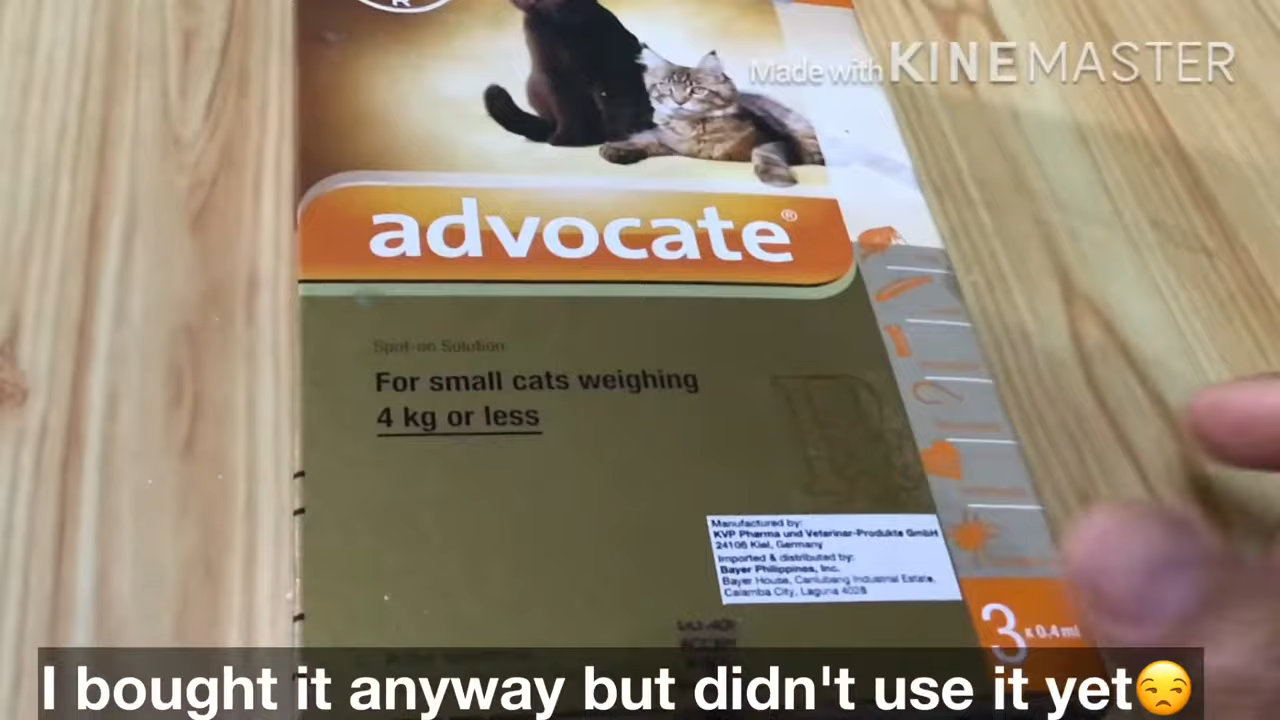 R
Made with KINEMASTER
advocate®
Spot-on Solution
For small cats weighing
4 kg or less
Manufactured by:
KVP Pharma und Veterinar-Produkte GmbH
24106 Kiel, Germany
Imported & distributed by:
Bayer Philippines, Inc.
Bayer House, Canlubang Industrial Estate,
Calamba City, Laguna 4028
3 x 0.4 ml
I bought it anyway but didn't use it yet😒